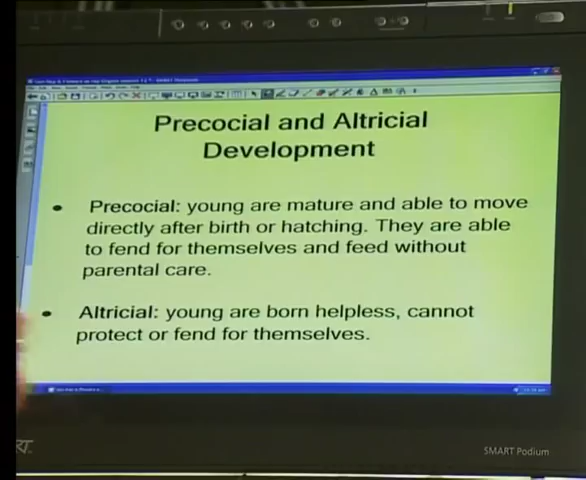 Precocial and Altricial
Development
• Precocial: young are mature and able to move
directly after birth or hatching. They are able
to fend for themselves and feed without
parental care.
• Altricial: young are born helpless, cannot
protect or fend for themselves.
SMART Podium